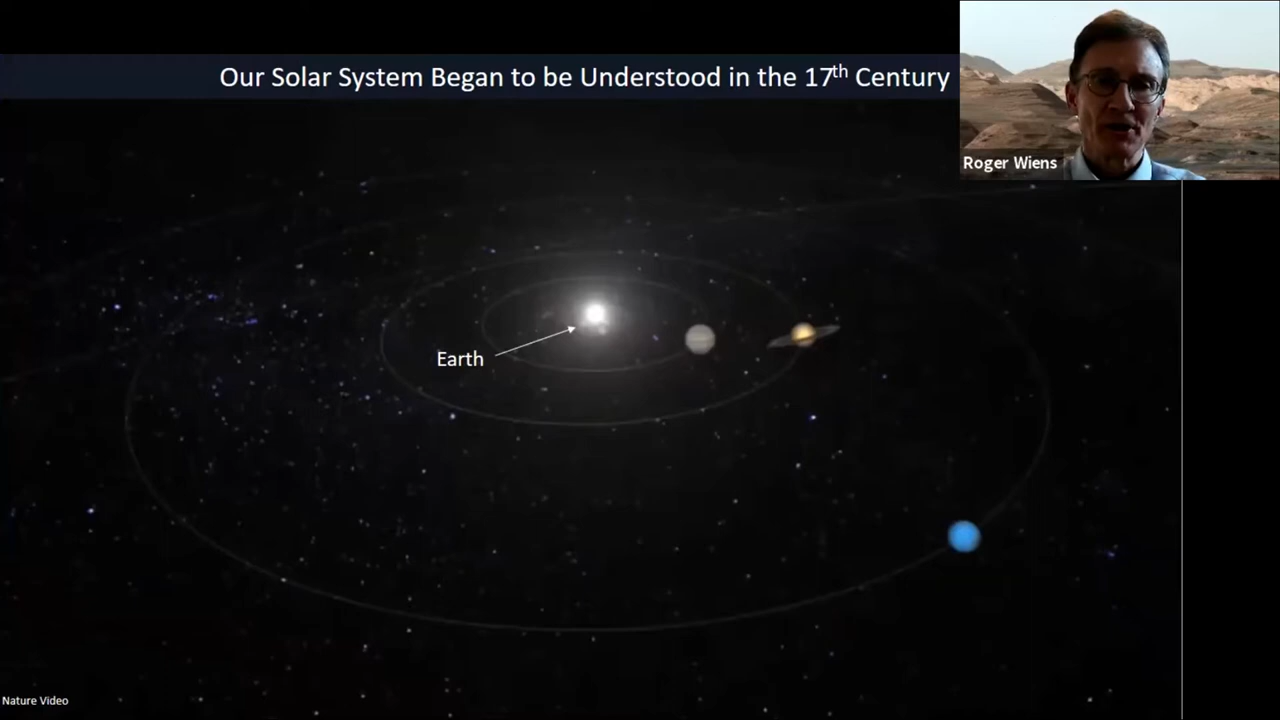 Our Solar System Began to be Understood in the 17th Century
Roger Wiens
Earth
Nature Video